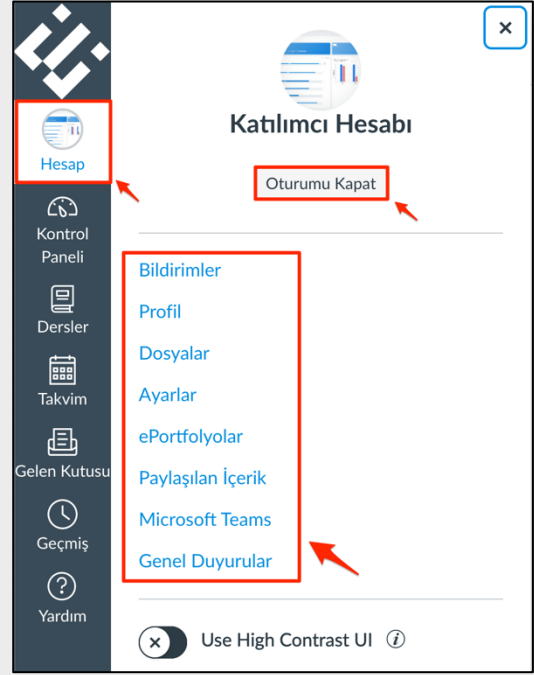 Hesap
Kontrol
Paneli
Dersler
Takvim
Gelen Kutusu
Geçmiş
Yardım
Katılımcı Hesabı
Oturumu Kapat
Bildirimler
Profil
Dosyalar
Ayarlar
ePortfolyolar
Paylaşılan İçerik
Microsoft Teams
Genel Duyurular
Use High Contrast UI